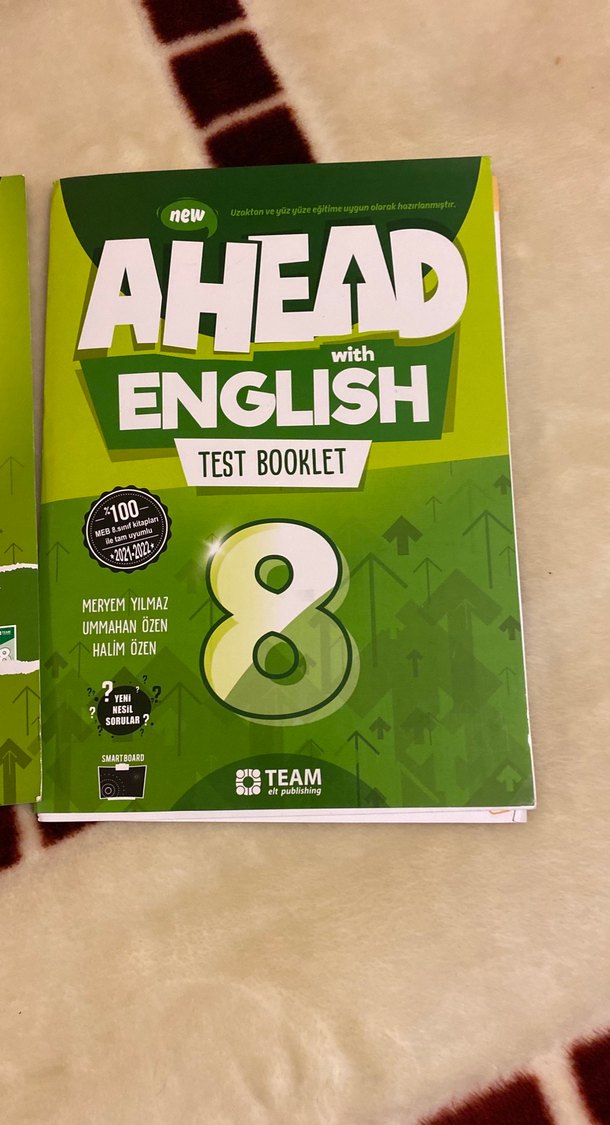 new
Uzaktan ve yüz yüze eğitime uygun olarak hazırlanmıştır.
AHEAD
with
ENGLISH
TEST BOOKLET
%100
MEB 8.sınıf kitapları
ile tam uyumlu
*2021-2022*
8
MERYEM YILMAZ
UMMAHAN ÖZEN
HALİM ÖZEN
? ? ? ? ? ? ?
YENİ
NESİL
SORULAR
SMARTBOARD
TEAM
elt publishing
TEAM
8